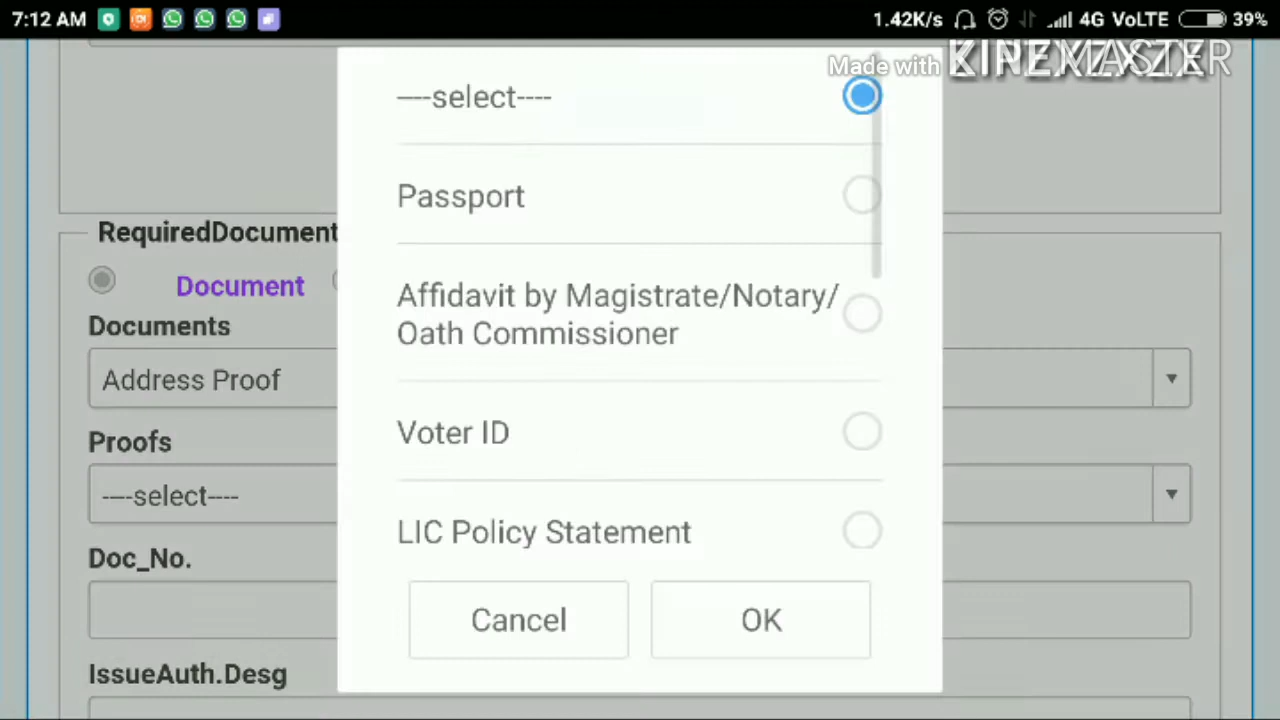 7:12 AM
1.42K/s 4G VoLTE 39%
Made with KINEMASTER
----select----
Passport
RequiredDocument
Affidavit by Magistrate/Notary/
Oath Commissioner
Document
Documents
Address Proof
Voter ID
Proofs
----select----
LIC Policy Statement
Doc_No.
Cancel
OK
IssueAuth.Desg